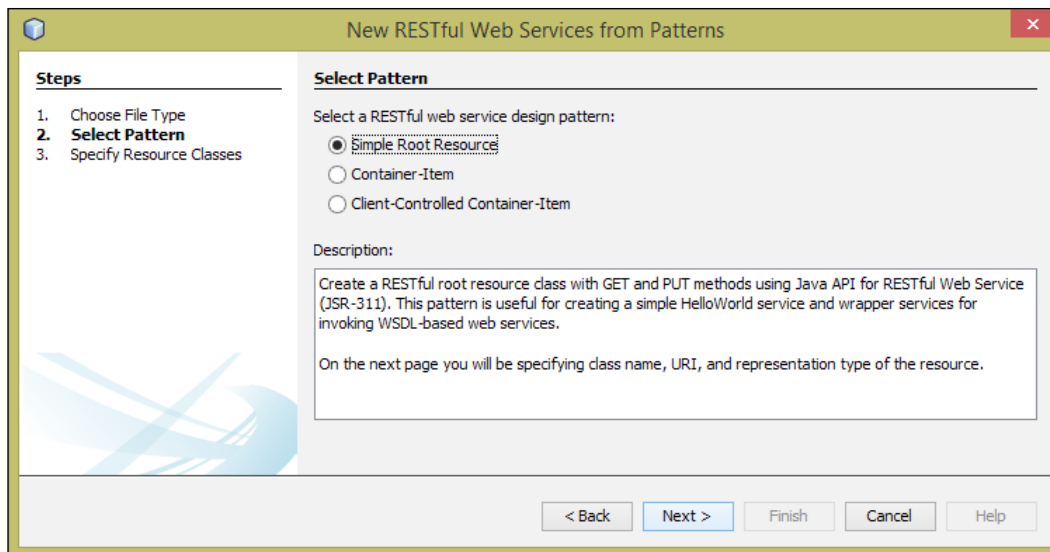 New RESTful Web Services from Patterns
Steps
1. Choose File Type
2. Select Pattern
3. Specify Resource Classes
Select Pattern
Select a RESTful web service design pattern:
Simple Root Resource
Container-Item
Client-Controlled Container-Item
Description:
Create a RESTful root resource class with GET and PUT methods using Java API for RESTful Web Service
(JSR-311). This pattern is useful for creating a simple HelloWorld service and wrapper services for
invoking WSDL-based web services.
On the next page you will be specifying class name, URI, and representation type of the resource.
< Back Next > Finish Cancel Help